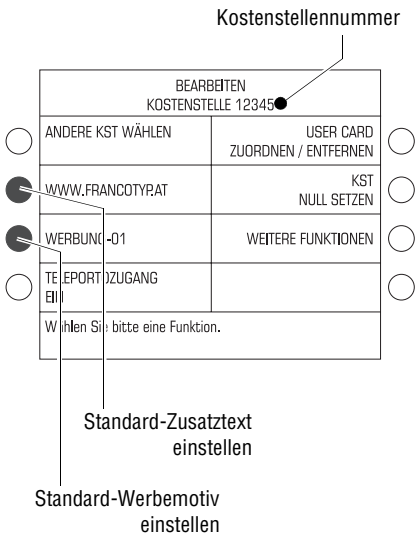 Kostenstellennummer
BEARBEITEN
KOSTENSTELLE 12345
ANDERE KST WÄHLEN
USER CARD
ZUORDNEN / ENTFERNEN
WWW.FRANCOTYP.AT
KST
NULL SETZEN
WERBUNG-01
WEITERE FUNKTIONEN
TELEPORTOZUGANG
EIN
Wählen Sie bitte eine Funktion.
Standard-Zusatztext
einstellen
Standard-Werbemotiv
einstellen